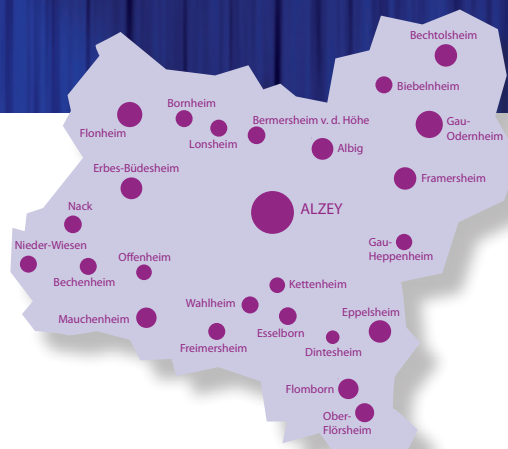 Bechtolsheim
Biebelnheim
Bornheim
Bermersheim v. d. Höhe
Gau-
Odernheim
Flonheim
Lonsheim
Albig
Erbes-Büdesheim
Framersheim
Nack
ALZEY
Nieder-Wiesen
Gau-
Heppenheim
Offenheim
Bechenheim
Kettenheim
Wahlheim
Eppelsheim
Mauchenheim
Esselborn
Freimersheim
Dintesheim
Flomborn
Ober-
Flörsheim